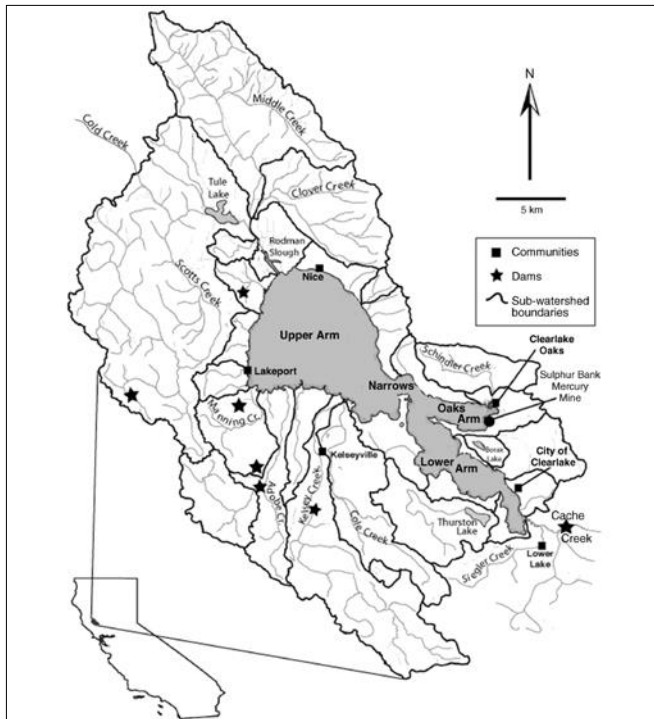 Middle Creek
Cold Creek
N
Tule
Lake
Clover Creek
5 km
Rodman
Slough
Communities
Nice
Dams
Scotts Creek
Sub-watershed
boundaries
Upper Arm
Schindler Creek
Clearlake
Oaks
Lakeport
Narrows
Sulphur Bank
Mercury
Mine
Manning Cr.
Oaks
Arm
Kelseyville
Lower
Arm
Borax
Lake
City of
Clearlake
Adobe Cr.
Kelsey Creek
Cole Creek
Thurston
Lake
Cache
Creek
Siegler Creek
Lower
Lake